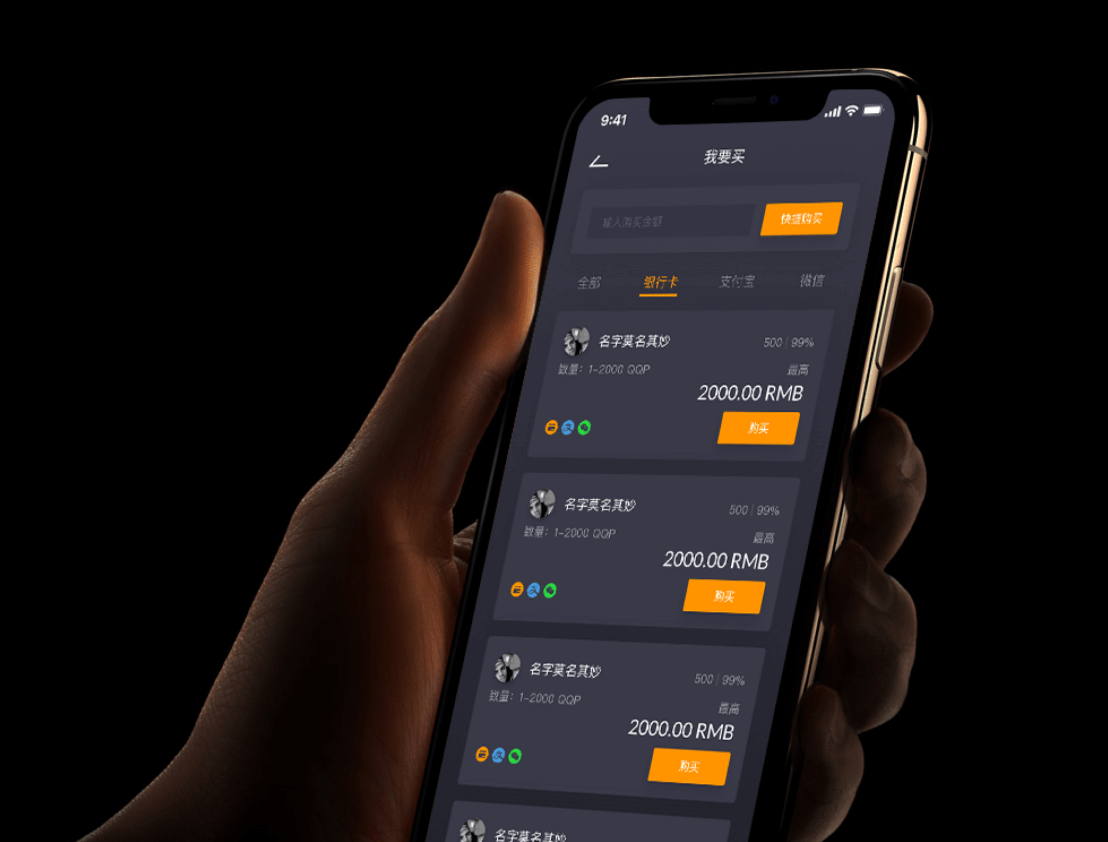 9:41
我要买
输入购买金额
快捷购买
全部 银行卡 支付宝 微信
名字莫名其妙 500 | 99%
数量：1-2000 QQP 最高
2000.00 RMB
购买
名字莫名其妙 500 | 99%
数量：1-2000 QQP 最高
2000.00 RMB
购买
名字莫名其妙 500 | 99%
数量：1-2000 QQP 最高
2000.00 RMB
购买
名字莫名其妙